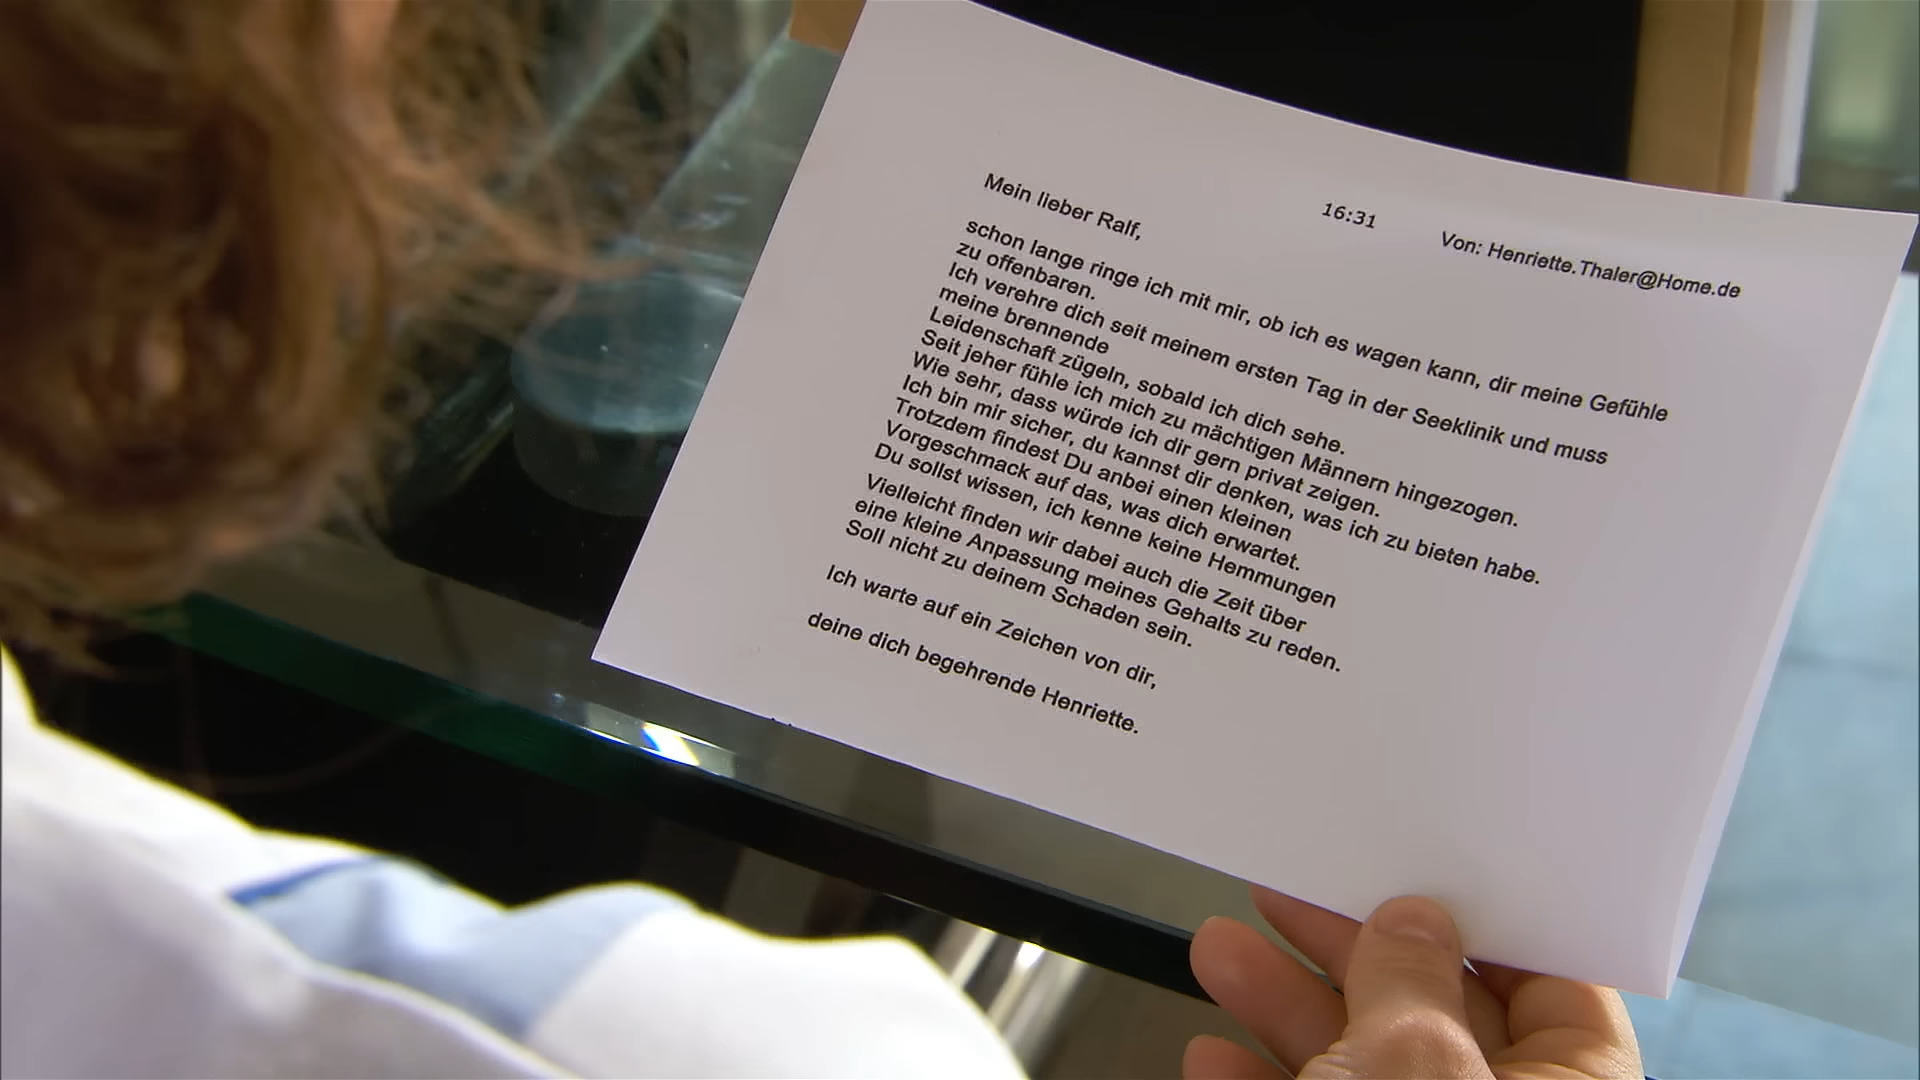 16:31
Von: Henriette.Thaler@Home.de
Mein lieber Ralf,
schon lange ringe ich mit mir, ob ich es wagen kann, dir meine Gefühle
zu offenbaren.
Ich verehre dich seit meinem ersten Tag in der Seeklinik und muss
meine brennende
Leidenschaft zügeln, sobald ich dich sehe.
Seit jeher fühle ich mich zu mächtigen Männern hingezogen.
Wie sehr, dass würde ich dir gern privat zeigen.
Ich bin mir sicher, du kannst dir denken, was ich zu bieten habe.
Trotzdem findest Du anbei einen kleinen
Vorgeschmack auf das, was dich erwartet.
Du sollst wissen, ich kenne keine Hemmungen
Vielleicht finden wir dabei auch die Zeit über
eine kleine Anpassung meines Gehalts zu reden.
Soll nicht zu deinem Schaden sein.
Ich warte auf ein Zeichen von dir,
deine dich begehrende Henriette.